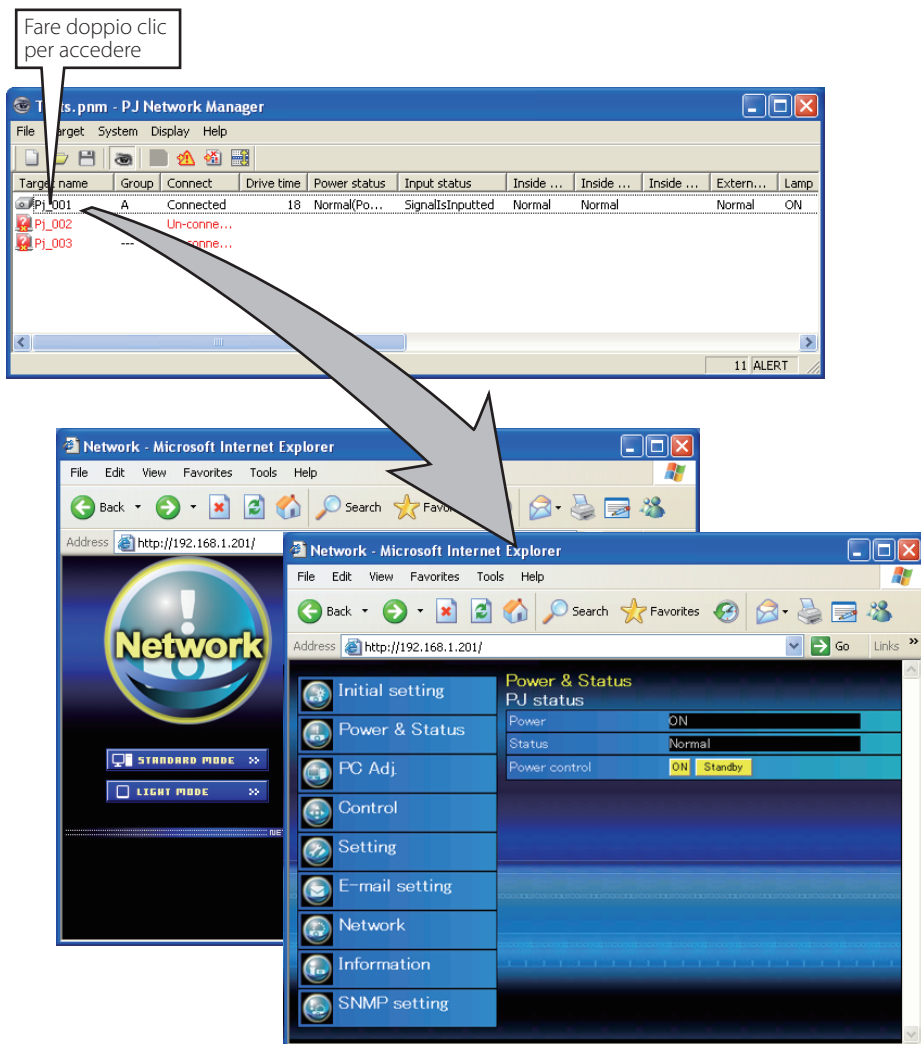 Fare doppio clic
per accedere
ts.pnm - PJ Network Manager
File Target System Display Help
Target name Group Connect Drive time Power status Input status Inside ... Inside ... Inside ... Extern... Lamp
Pj_001 A Connected 18 Normal(Po... SignalIsInputted Normal Normal Normal ON
Pj_002 Un-conne...
Pj_003 ---
11 ALERT
Network - Microsoft Internet Explorer
File Edit View Favorites Tools Help
Back Search
Address http://192.168.1.201/
Network
STANDARD MODE >>
LIGHT MODE >>
Network - Microsoft Internet Explorer
File Edit View Favorites Tools Help
Back Search Favorites
Address http://192.168.1.201/ Go Links »
Initial setting
Power & Status
PC Adj.
Control
Setting
E-mail setting
Network
Information
SNMP setting
Power & Status
PJ status
Power ON
Status Normal
Power control ON Standby